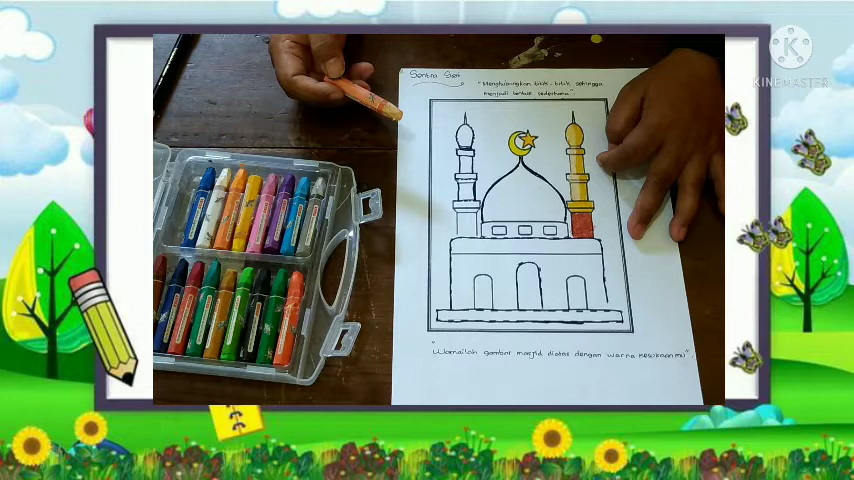 Sentra Seni
"Menghubungkan titik-titik sehingga
menjadi bentuk sederhana".
"Warnailah gambar masjid diatas dengan warna kesukaanmu".
K
KINEMASTER